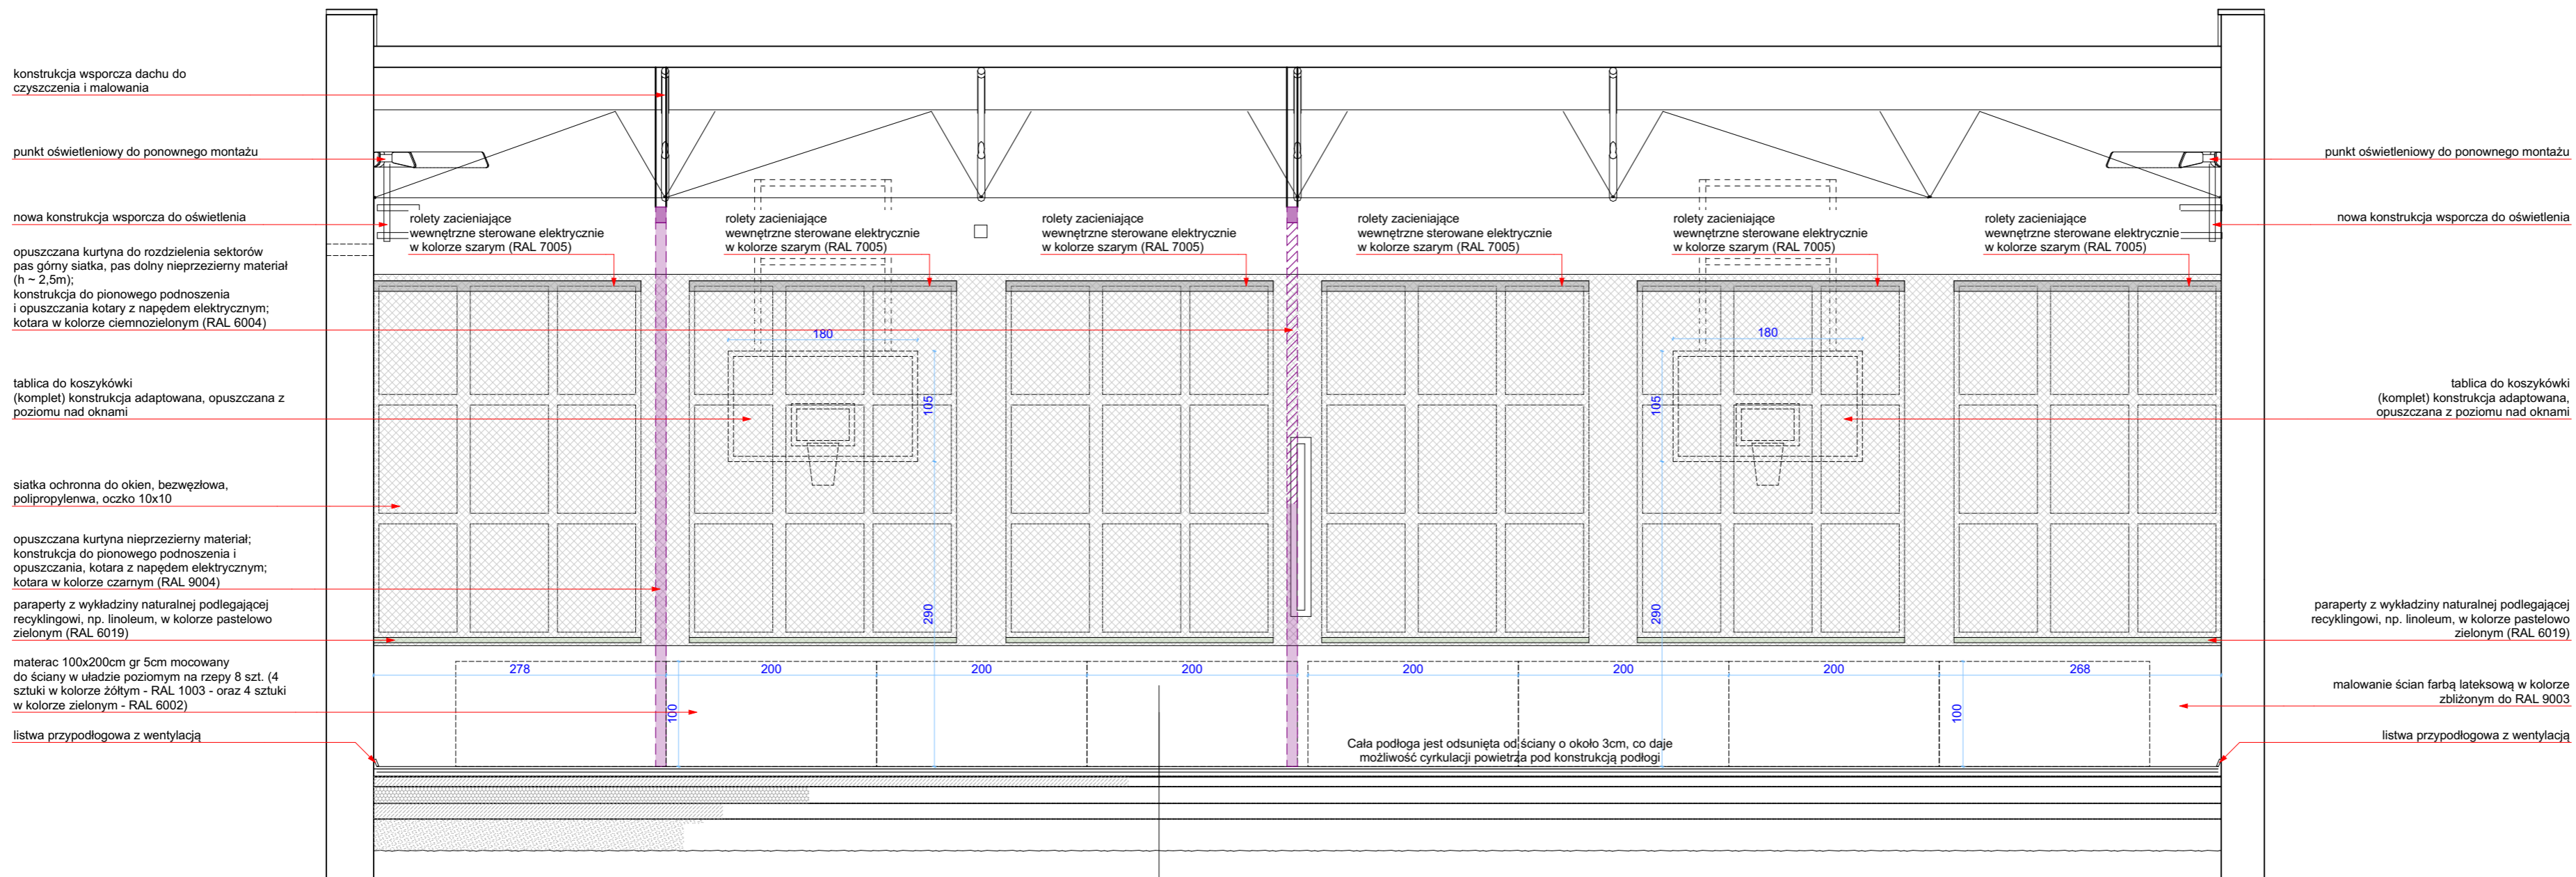 konstrukcja wsporcza dachu do
czyszczenia i malowania
punkt oświetleniowy do ponownego montażu
nowa konstrukcja wsporcza do oświetlenia
opuszczana kurtyna do rozdzielenia sektorów
pas górny siatka, pas dolny nieprzezierny materiał
(h ~ 2,5m);
konstrukcja do pionowego podnoszenia
i opuszczania kotary z napędem elektrycznym;
kotara w kolorze ciemnozielonym (RAL 6004)
tablica do koszykówki
(komplet) konstrukcja adaptowana, opuszczana z
poziomu nad oknami
siatka ochronna do okien, bezwęzłowa,
polipropylenwa, oczko 10x10
opuszczana kurtyna nieprzezierny materiał;
konstrukcja do pionowego podnoszenia i
opuszczania, kotara z napędem elektrycznym;
kotara w kolorze czarnym (RAL 9004)
paraperty z wykładziny naturalnej podlegającej
recyklingowi, np. linoleum, w kolorze pastelowo
zielonym (RAL 6019)
materac 100x200cm gr 5cm mocowany
do ściany w uładzie poziomym na rzepy 8 szt. (4
sztuki w kolorze żółtym - RAL 1003 - oraz 4 sztuki
w kolorze zielonym - RAL 6002)
listwa przypodłogowa z wentylacją
rolety zacieniające
wewnętrzne sterowane elektrycznie
w kolorze szarym (RAL 7005)
rolety zacieniające
wewnętrzne sterowane elektrycznie
w kolorze szarym (RAL 7005)
rolety zacieniające
wewnętrzne sterowane elektrycznie
w kolorze szarym (RAL 7005)
rolety zacieniające
wewnętrzne sterowane elektrycznie
w kolorze szarym (RAL 7005)
rolety zacieniające
wewnętrzne sterowane elektrycznie
w kolorze szarym (RAL 7005)
rolety zacieniające
wewnętrzne sterowane elektrycznie
w kolorze szarym (RAL 7005)
180
180
105
105
290
290
278
200
200
200
200
200
200
268
100
100
Cała podłoga jest odsunięta od ściany o około 3cm, co daje
możliwość cyrkulacji powietrza pod konstrukcją podłogi
punkt oświetleniowy do ponownego montażu
nowa konstrukcja wsporcza do oświetlenia
tablica do koszykówki
(komplet) konstrukcja adaptowana,
opuszczana z poziomu nad oknami
paraperty z wykładziny naturalnej podlegającej
recyklingowi, np. linoleum, w kolorze pastelowo
zielonym (RAL 6019)
malowanie ścian farbą lateksową w kolorze
zbliżonym do RAL 9003
listwa przypodłogowa z wentylacją